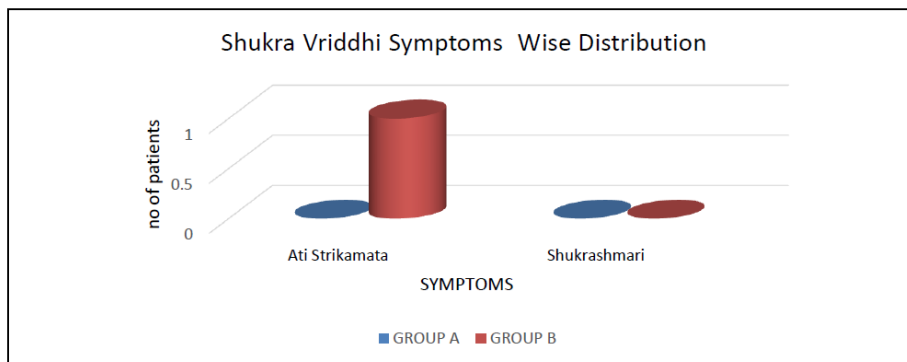 Shukra Vriddhi Symptoms Wise Distribution
no of patients
1
0.5
0
Ati Strikamata
Shukrashmari
SYMPTOMS
GROUP A
GROUP B